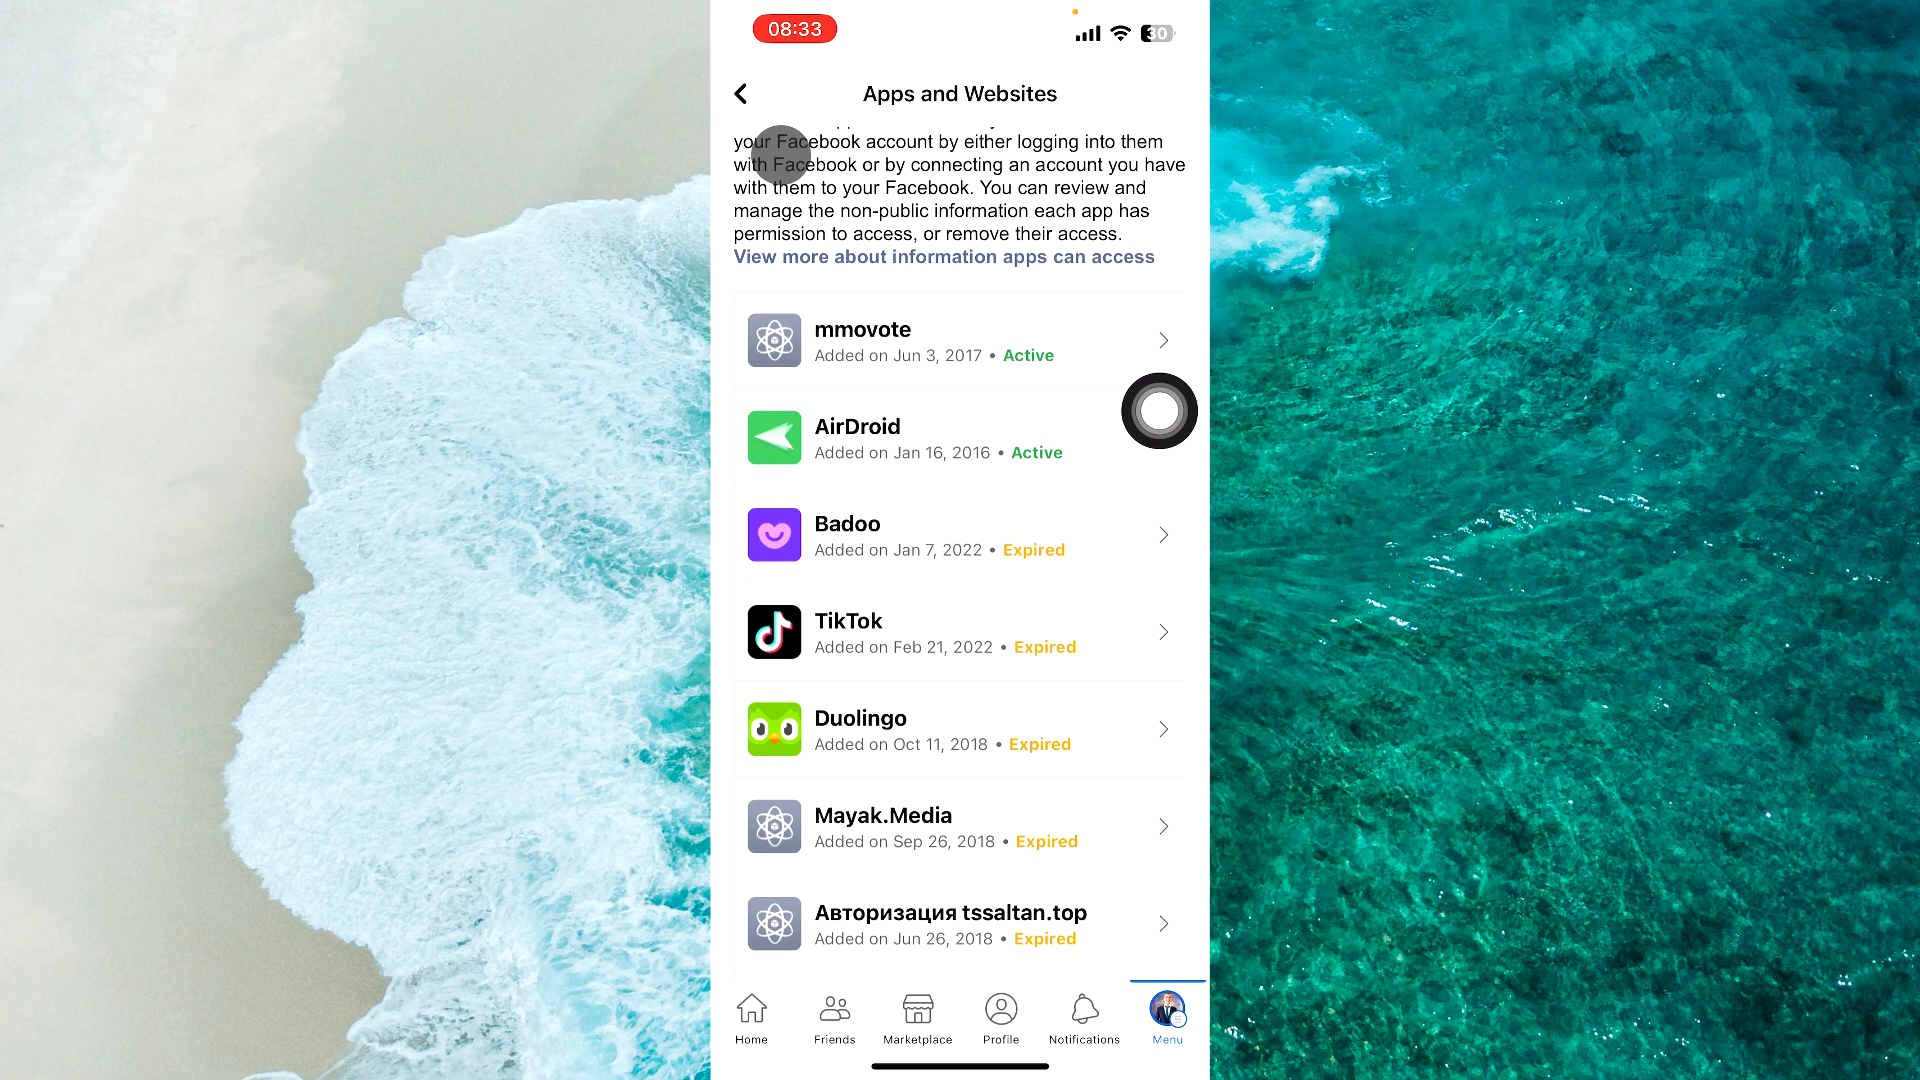 08:33
30
Apps and Websites
your Facebook account by either logging into them
with Facebook or by connecting an account you have
with them to your Facebook. You can review and
manage the non-public information each app has
permission to access, or remove their access.
View more about information apps can access
mmovote
Added on Jun 3, 2017 • Active
AirDroid
Added on Jan 16, 2016 • Active
Badoo
Added on Jan 7, 2022 • Expired
TikTok
Added on Feb 21, 2022 • Expired
Duolingo
Added on Oct 11, 2018 • Expired
Mayak.Media
Added on Sep 26, 2018 • Expired
Авторизация tssaltan.top
Added on Jun 26, 2018 • Expired
Home
Friends
Marketplace
Profile
Notifications
Menu